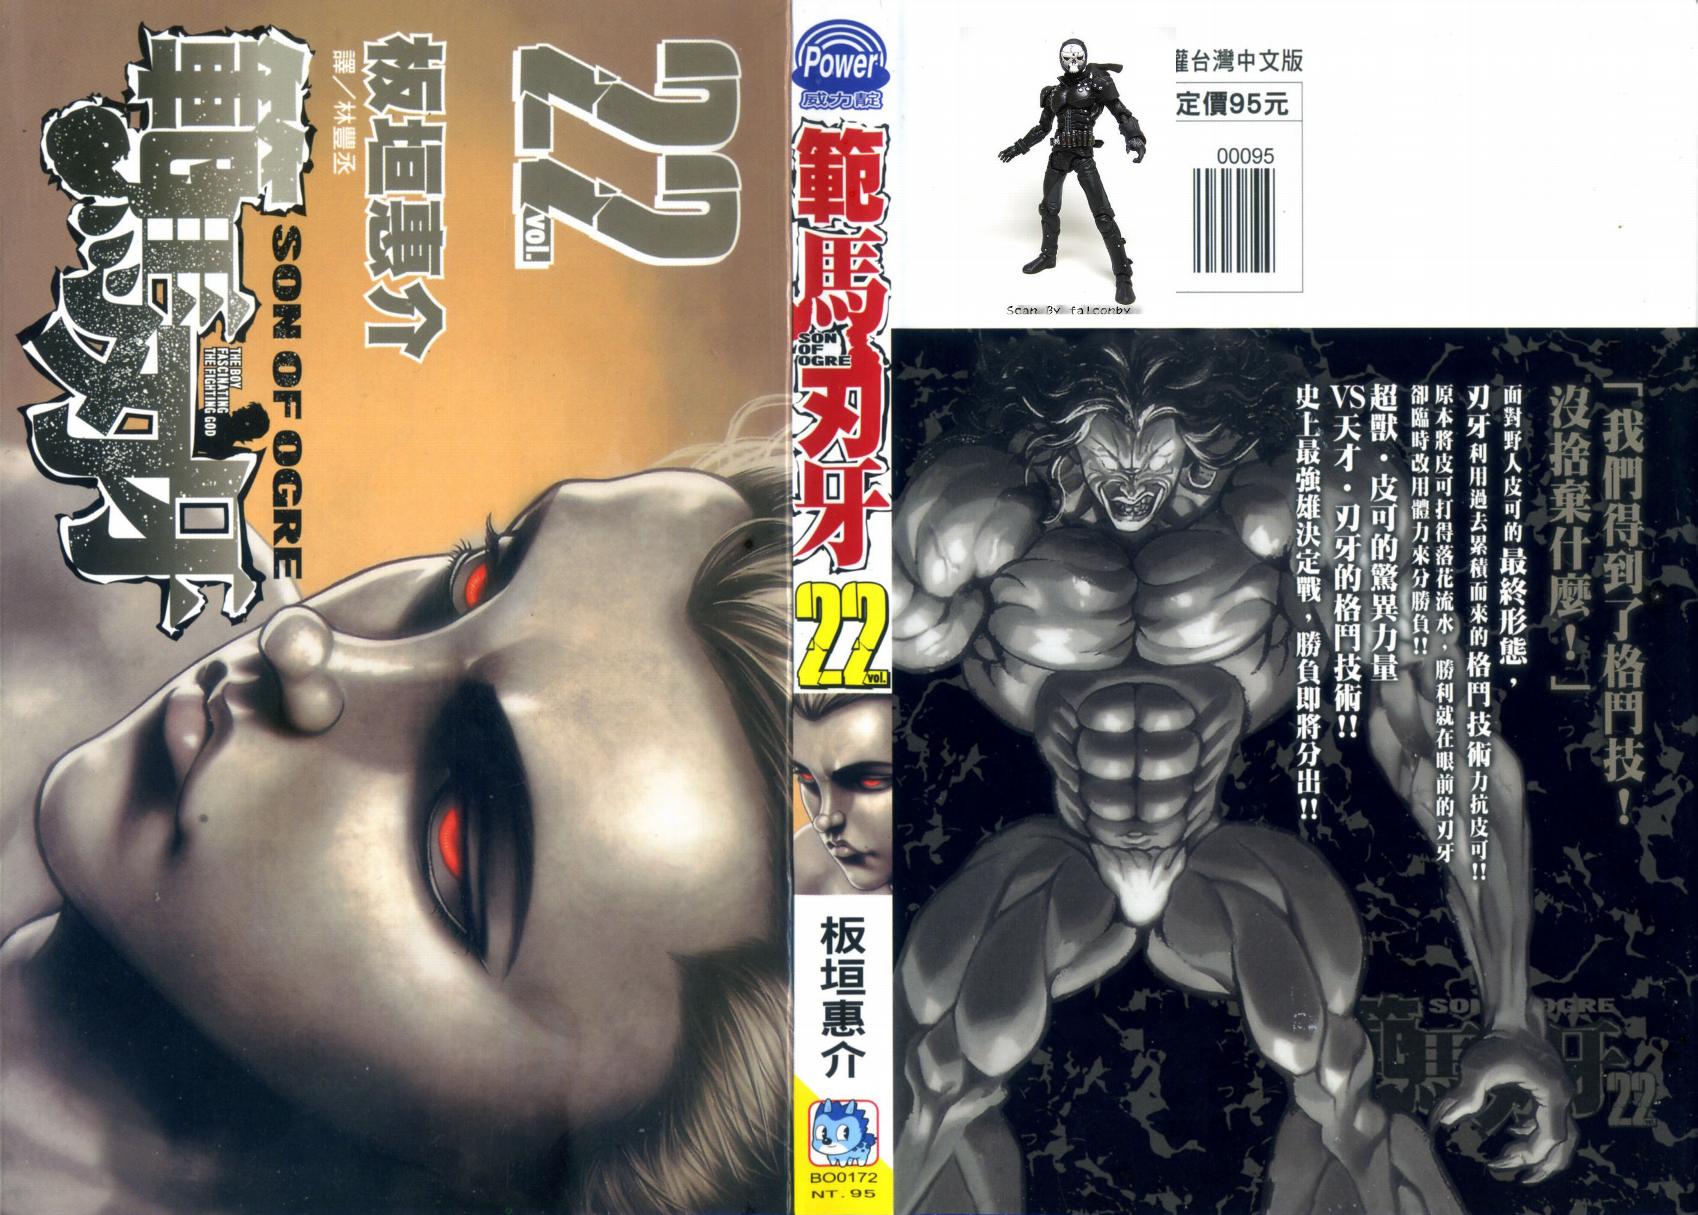 22
vol.
板垣恵介
譯／林豐丞
範馬刃牙
SON OF OGRE
THE BOY
FASCINATING
THE FIGHTING GOD
Power
威力靛
範馬刃牙
SON
OF
OGRE
22
vol.
板垣惠介
BO0172
NT. 95
權台灣中文版
定價95元
00095
Scan By falconby
「我們得到了格鬥技！
沒捨棄什麼！」
面對野人皮可的最終形態，
刃牙利用過去累積而來的格鬥技術力抗皮可!!
原本將皮可打得落花流水，勝利就在眼前的刃牙
卻臨時改用體力來分勝負!!
超獸・皮可的驚異力量
VS天才・刃牙的格鬥技術!!
史上最強雄決定戰，勝負即將分出!!
SON OF OGRE
範馬刃牙
22